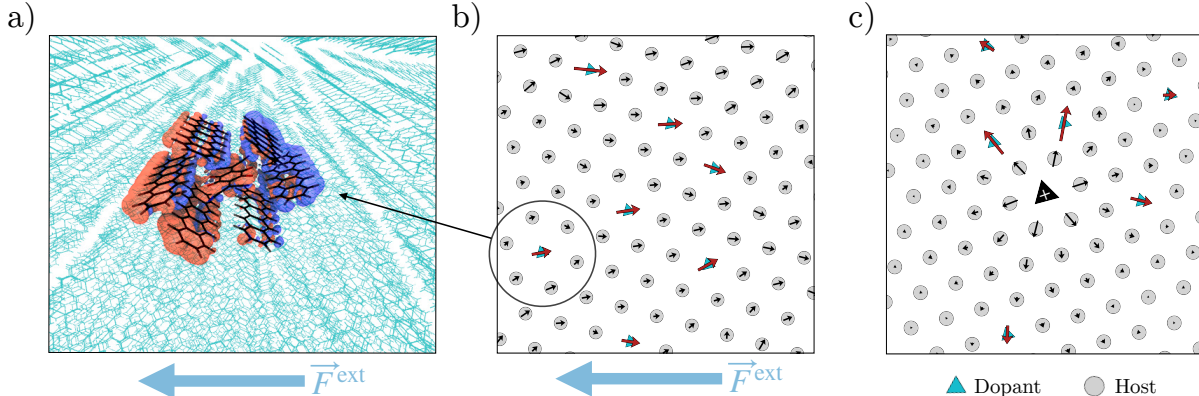 a)
b)
c)
+
F⃗ ext
F⃗ ext
Dopant
Host